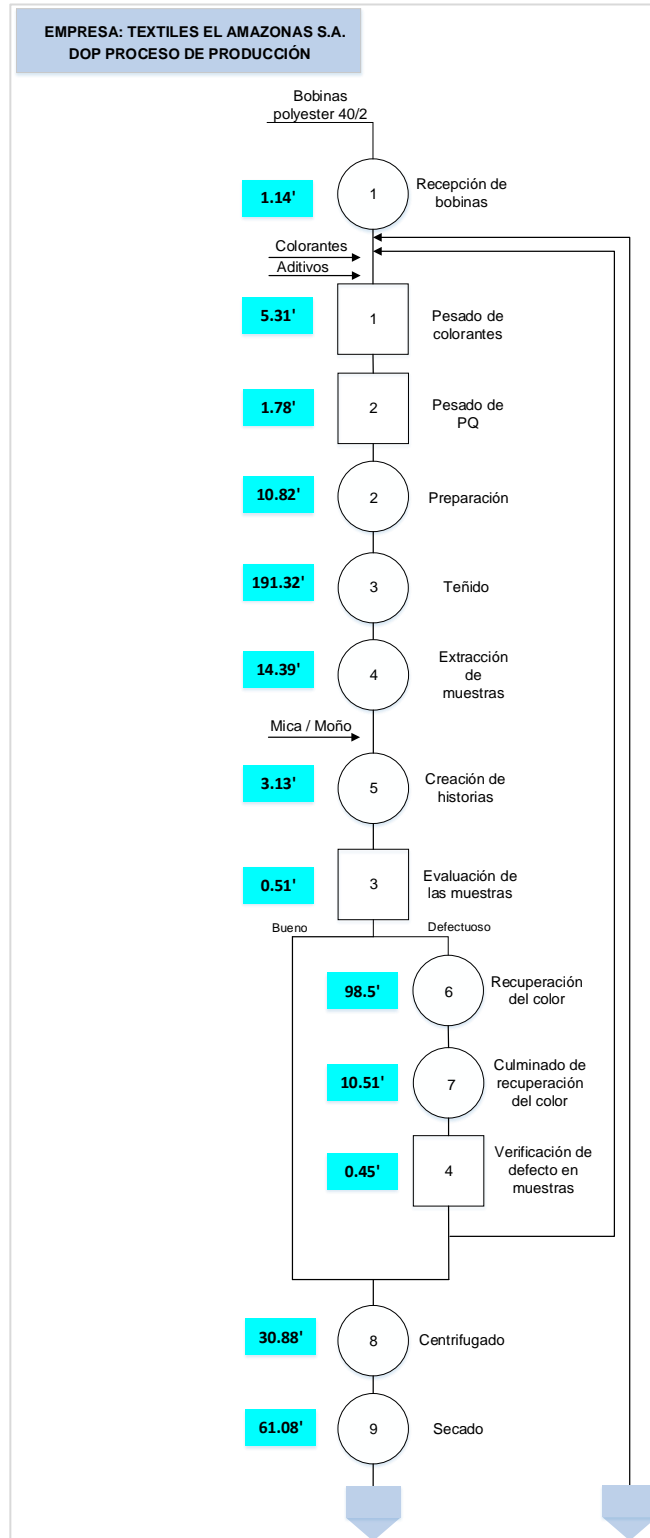 EMPRESA: TEXTILES EL AMAZONAS S.A.
DOP PROCESO DE PRODUCCIÓN
Bobinas
polyester 40/2
1.14'
1
Recepción de
bobinas
Colorantes
Aditivos
5.31'
1
Pesado de
colorantes
1.78'
2
Pesado de
PQ
10.82'
2
Preparación
191.32'
3
Teñido
14.39'
4
Extracción
de
muestras
Mica / Moño
3.13'
5
Creación de
historias
0.51'
3
Evaluación de
las muestras
Bueno
Defectuoso
98.5'
6
Recuperación
del color
10.51'
7
Culminado de
recuperación
del color
0.45'
4
Verificación de
defecto en
muestras
30.88'
8
Centrifugado
61.08'
9
Secado